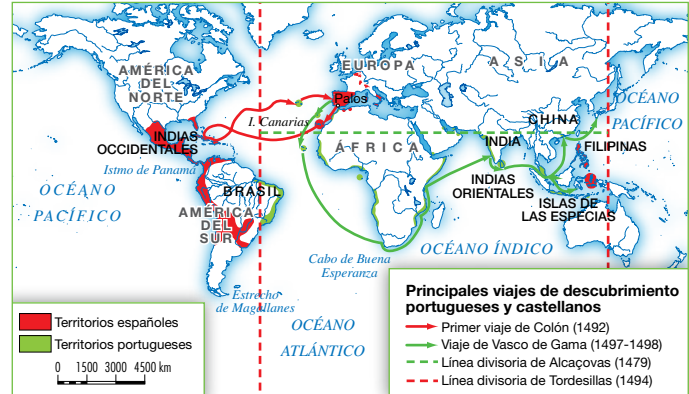 AMÉRICA
DEL
NORTE
EUROPA
A S I A
Palos
I. Canarias
OCÉANO
PACÍFICO
CHINA
INDIAS
OCCIDENTALES
ÁFRICA
INDIA
FILIPINAS
Istmo de Panamá
OCÉANO
PACÍFICO
BRASIL
INDIAS
ORIENTALES
ISLAS DE
LAS ESPECIAS
AMÉRICA
DEL
SUR
OCÉANO ÍNDICO
Cabo de Buena
Esperanza
Estrecho
de Magallanes
OCÉANO
ATLÁNTICO
Territorios españoles
Territorios portugueses
0 1500 3000 4500 km
Principales viajes de descubrimiento
portugueses y castellanos
Primer viaje de Colón (1492)
Viaje de Vasco de Gama (1497-1498)
Línea divisoria de Alcaçovas (1479)
Línea divisoria de Tordesillas (1494)